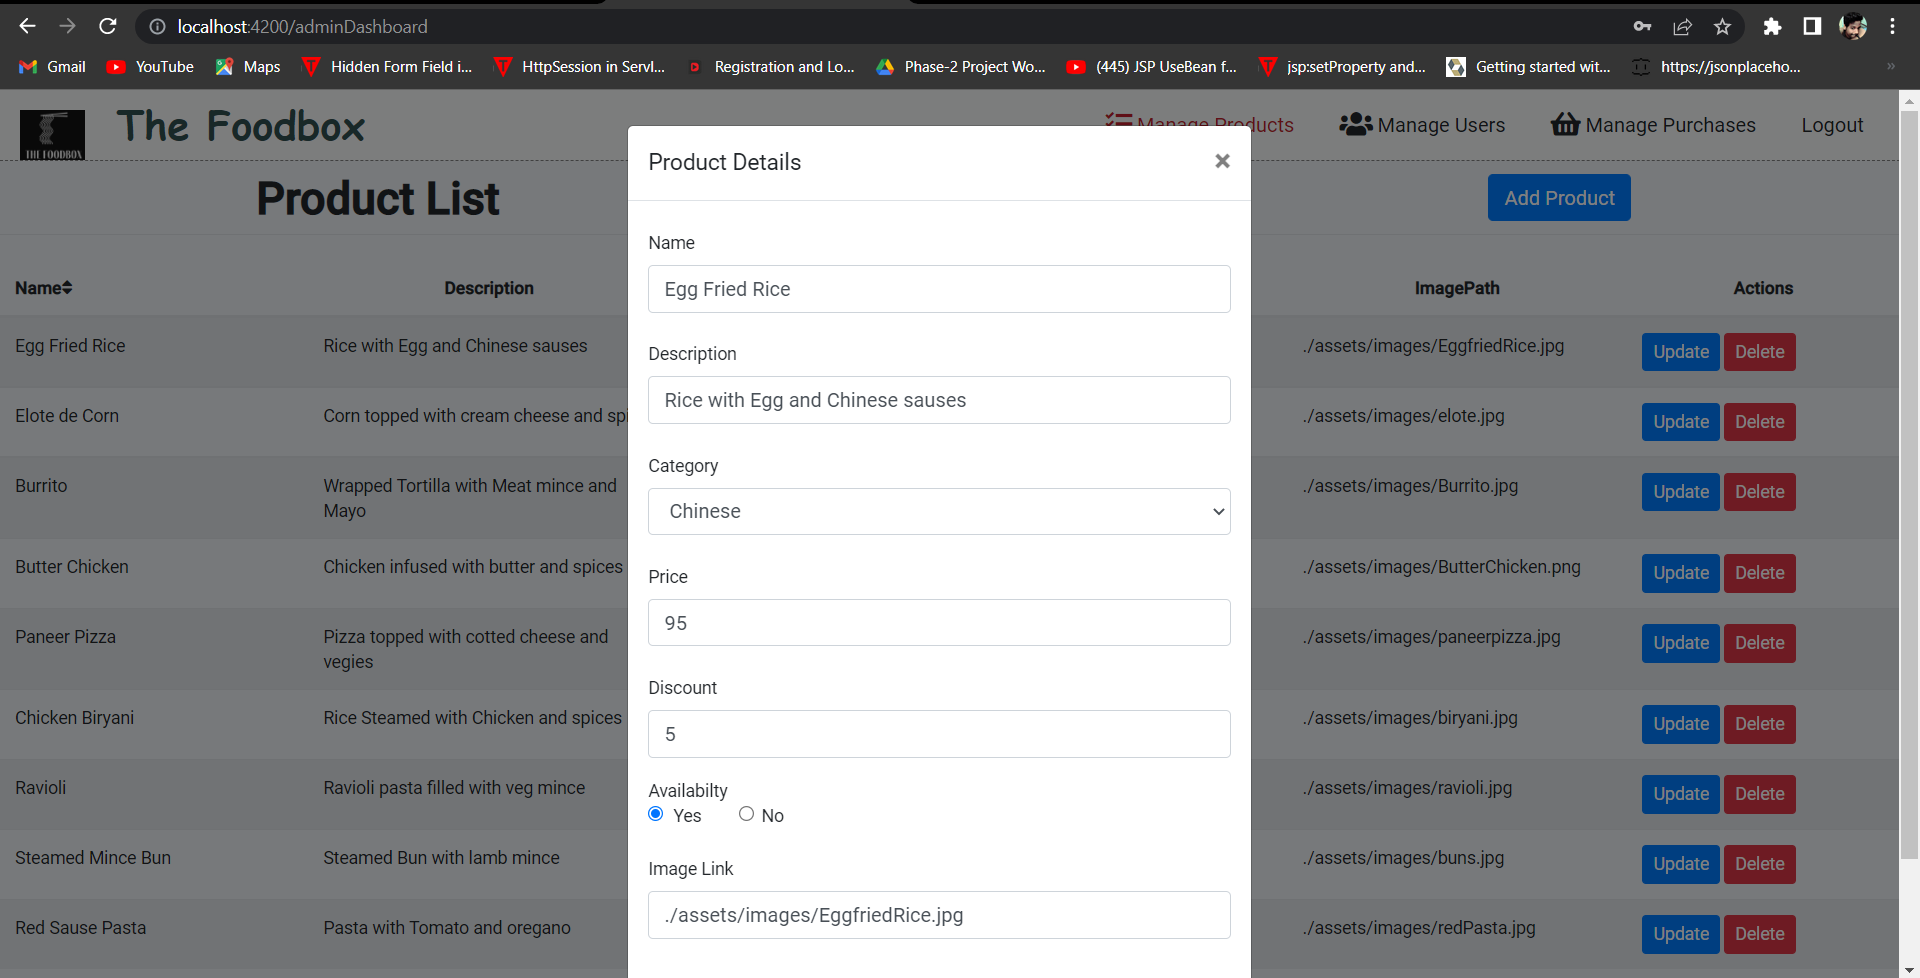 localhost:4200/adminDashboard
Gmail YouTube Maps Hidden Form Field i... HttpSession in Servl... Registration and Lo... Phase-2 Project Wo... (445) JSP UseBean f... jsp:setProperty and... Getting started wit... https://jsonplaceho... »
THE FOODBOX The Foodbox Manage Products Manage Users Manage Purchases Logout
Product List Add Product
Name Description ImagePath Actions
Egg Fried Rice Rice with Egg and Chinese sauses ./assets/images/EggfriedRice.jpg Update Delete
Elote de Corn Corn topped with cream cheese and spi ./assets/images/elote.jpg Update Delete
Burrito Wrapped Tortilla with Meat mince and ./assets/images/Burrito.jpg Update Delete
Mayo
Butter Chicken Chicken infused with butter and spices ./assets/images/ButterChicken.png Update Delete
Paneer Pizza Pizza topped with cotted cheese and ./assets/images/paneerpizza.jpg Update Delete
vegies
Chicken Biryani Rice Steamed with Chicken and spices ./assets/images/biryani.jpg Update Delete
Ravioli Ravioli pasta filled with veg mince ./assets/images/ravioli.jpg Update Delete
Steamed Mince Bun Steamed Bun with lamb mince ./assets/images/buns.jpg Update Delete
Red Sause Pasta Pasta with Tomato and oregano ./assets/images/redPasta.jpg Update Delete
Product Details ×
Name
Egg Fried Rice
Description
Rice with Egg and Chinese sauses
Category
Chinese
Price
95
Discount
5
Availabilty
Yes No
Image Link
./assets/images/EggfriedRice.jpg